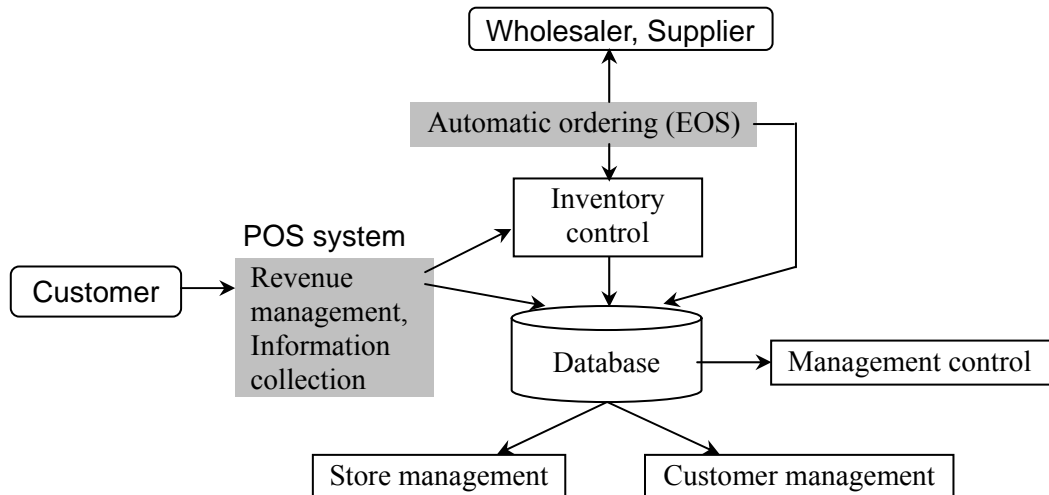 Wholesaler, Supplier
Automatic ordering (EOS)
Inventory
control
POS system
Revenue
management,
Information
collection
Customer
Database
Management control
Store management
Customer management